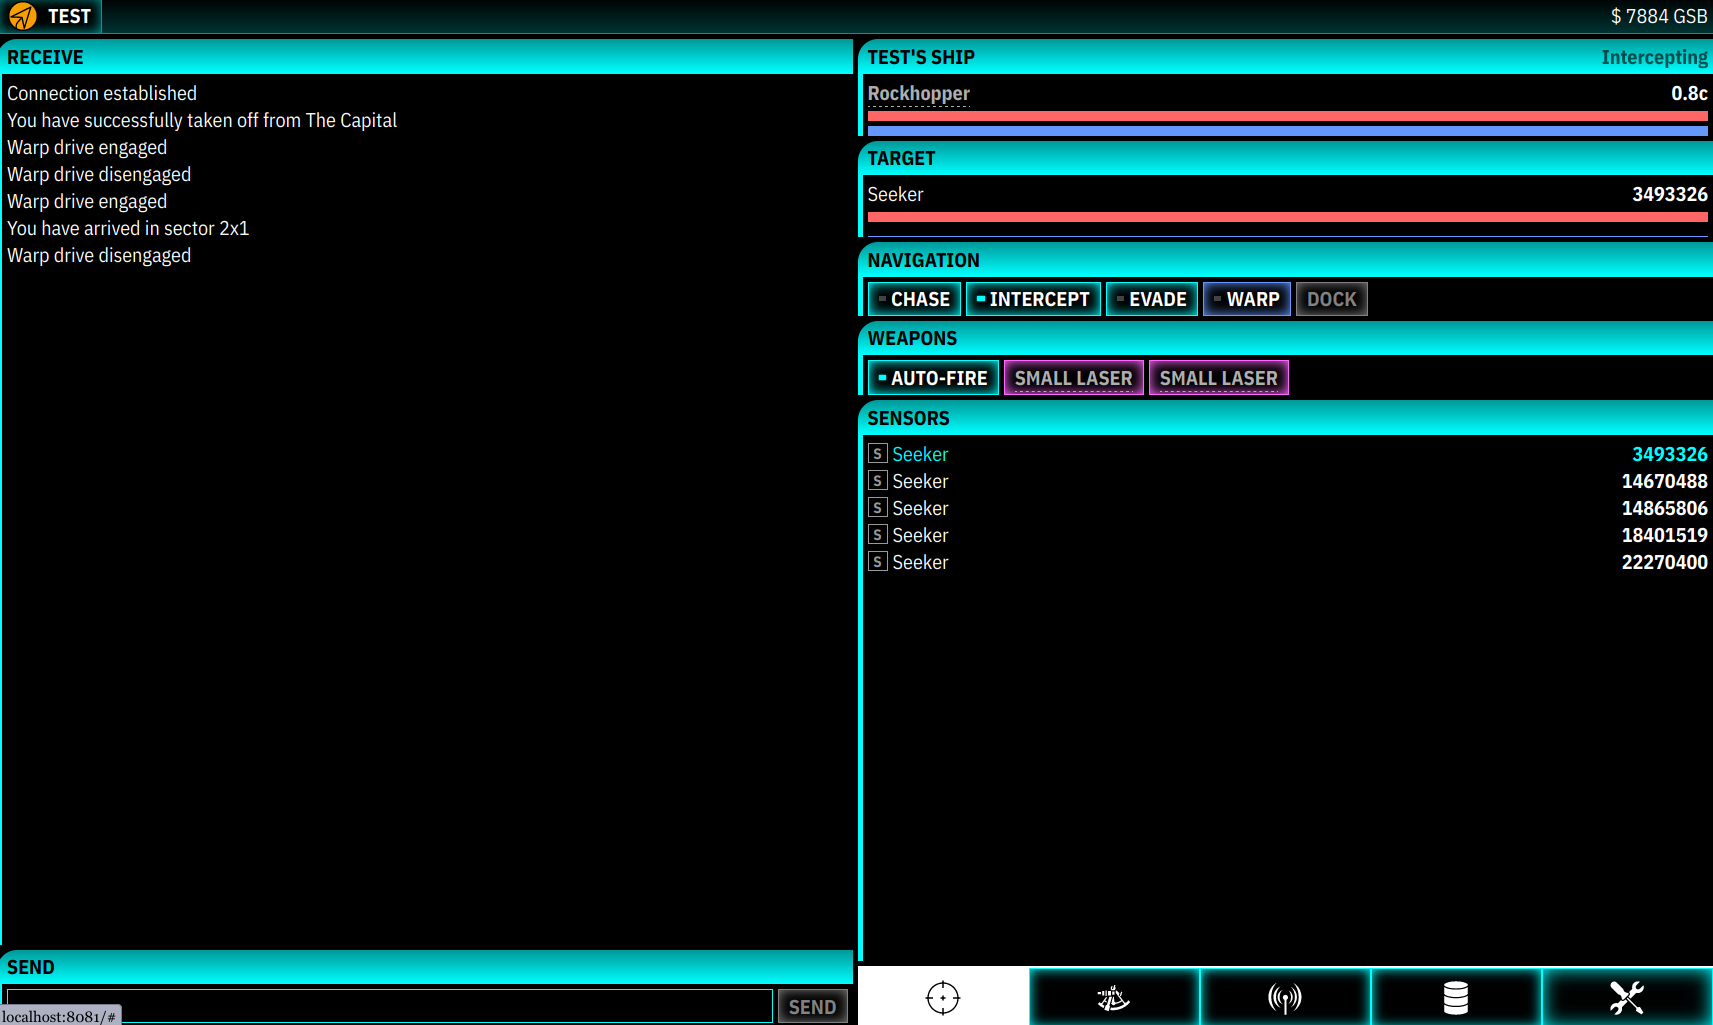 TEST
$ 7884 GSB
RECEIVE
Connection established
You have successfully taken off from The Capital
Warp drive engaged
Warp drive disengaged
Warp drive engaged
You have arrived in sector 2x1
Warp drive disengaged
SEND
SEND
localhost:8081/#
TEST'S SHIP Intercepting
Rockhopper 0.8c
TARGET
Seeker 3493326
NAVIGATION
CHASE INTERCEPT EVADE WARP DOCK
WEAPONS
AUTO-FIRE SMALL LASER SMALL LASER
SENSORS
S Seeker 3493326
S Seeker 14670488
S Seeker 14865806
S Seeker 18401519
S Seeker 22270400